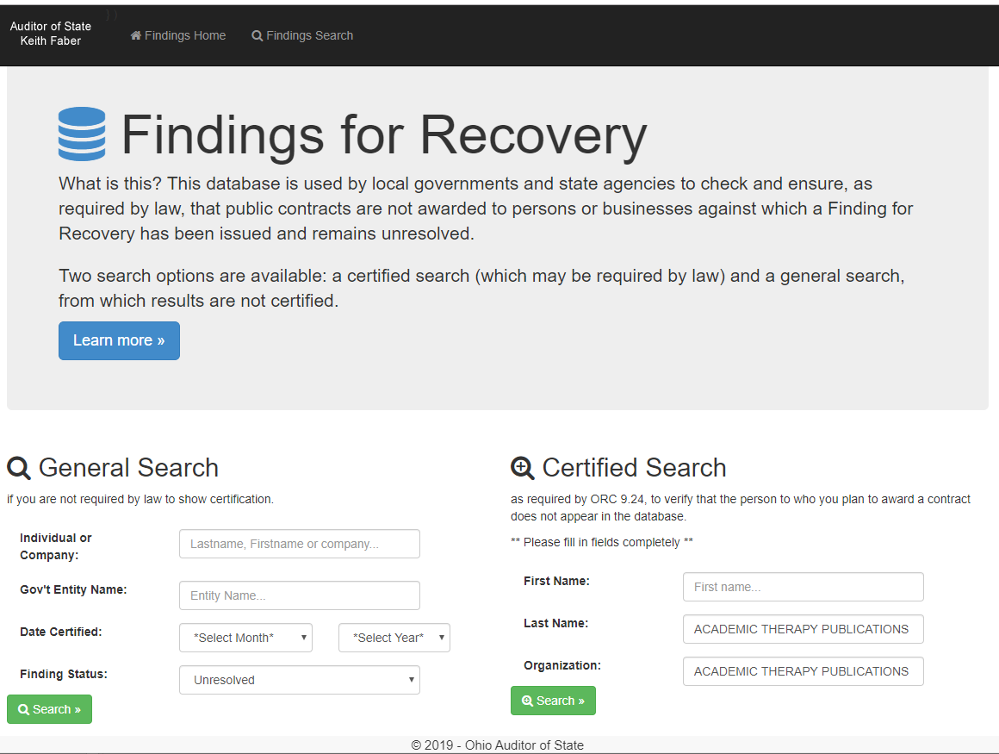 Auditor of State
Keith Faber
) )
Findings Home
Findings Search
Findings for Recovery
What is this? This database is used by local governments and state agencies to check and ensure, as
required by law, that public contracts are not awarded to persons or businesses against which a Finding for
Recovery has been issued and remains unresolved.
Two search options are available: a certified search (which may be required by law) and a general search,
from which results are not certified.
Learn more »
General Search
if you are not required by law to show certification.
Individual or
Company:
Lastname, Firstname or company...
Gov't Entity Name:
Entity Name...
Date Certified:
*Select Month*
*Select Year*
Finding Status:
Unresolved
Search »
Certified Search
as required by ORC 9.24, to verify that the person to who you plan to award a contract
does not appear in the database.
** Please fill in fields completely **
First Name:
First name...
Last Name:
ACADEMIC THERAPY PUBLICATIONS
Organization:
ACADEMIC THERAPY PUBLICATIONS
Search »
© 2019 - Ohio Auditor of State